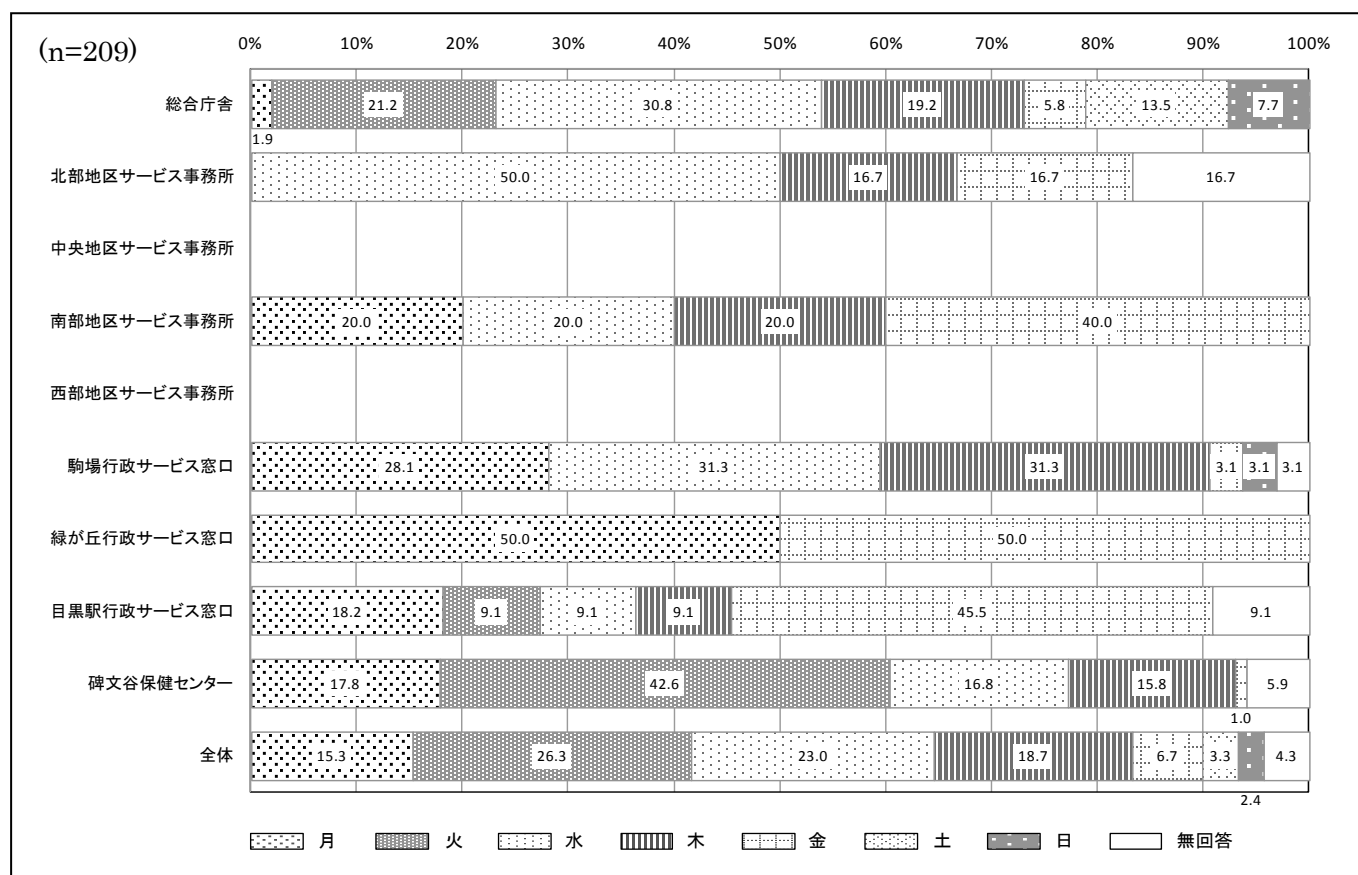 (n=209)
0% 10% 20% 30% 40% 50% 60% 70% 80% 90% 100%
総合庁舎 21.2 30.8 19.2 5.8 13.5 7.7
1.9
北部地区サービス事務所 50.0 16.7 16.7 16.7
中央地区サービス事務所
南部地区サービス事務所 20.0 20.0 20.0 40.0
西部地区サービス事務所
駒場行政サービス窓口 28.1 31.3 31.3 3.1 3.1 3.1
緑が丘行政サービス窓口 50.0 50.0
目黒駅行政サービス窓口 18.2 9.1 9.1 9.1 45.5 9.1
碑文谷保健センター 17.8 42.6 16.8 15.8 5.9
1.0
全体 15.3 26.3 23.0 18.7 6.7 3.3 4.3
2.4
月 火 水 木 金 土 日 無回答